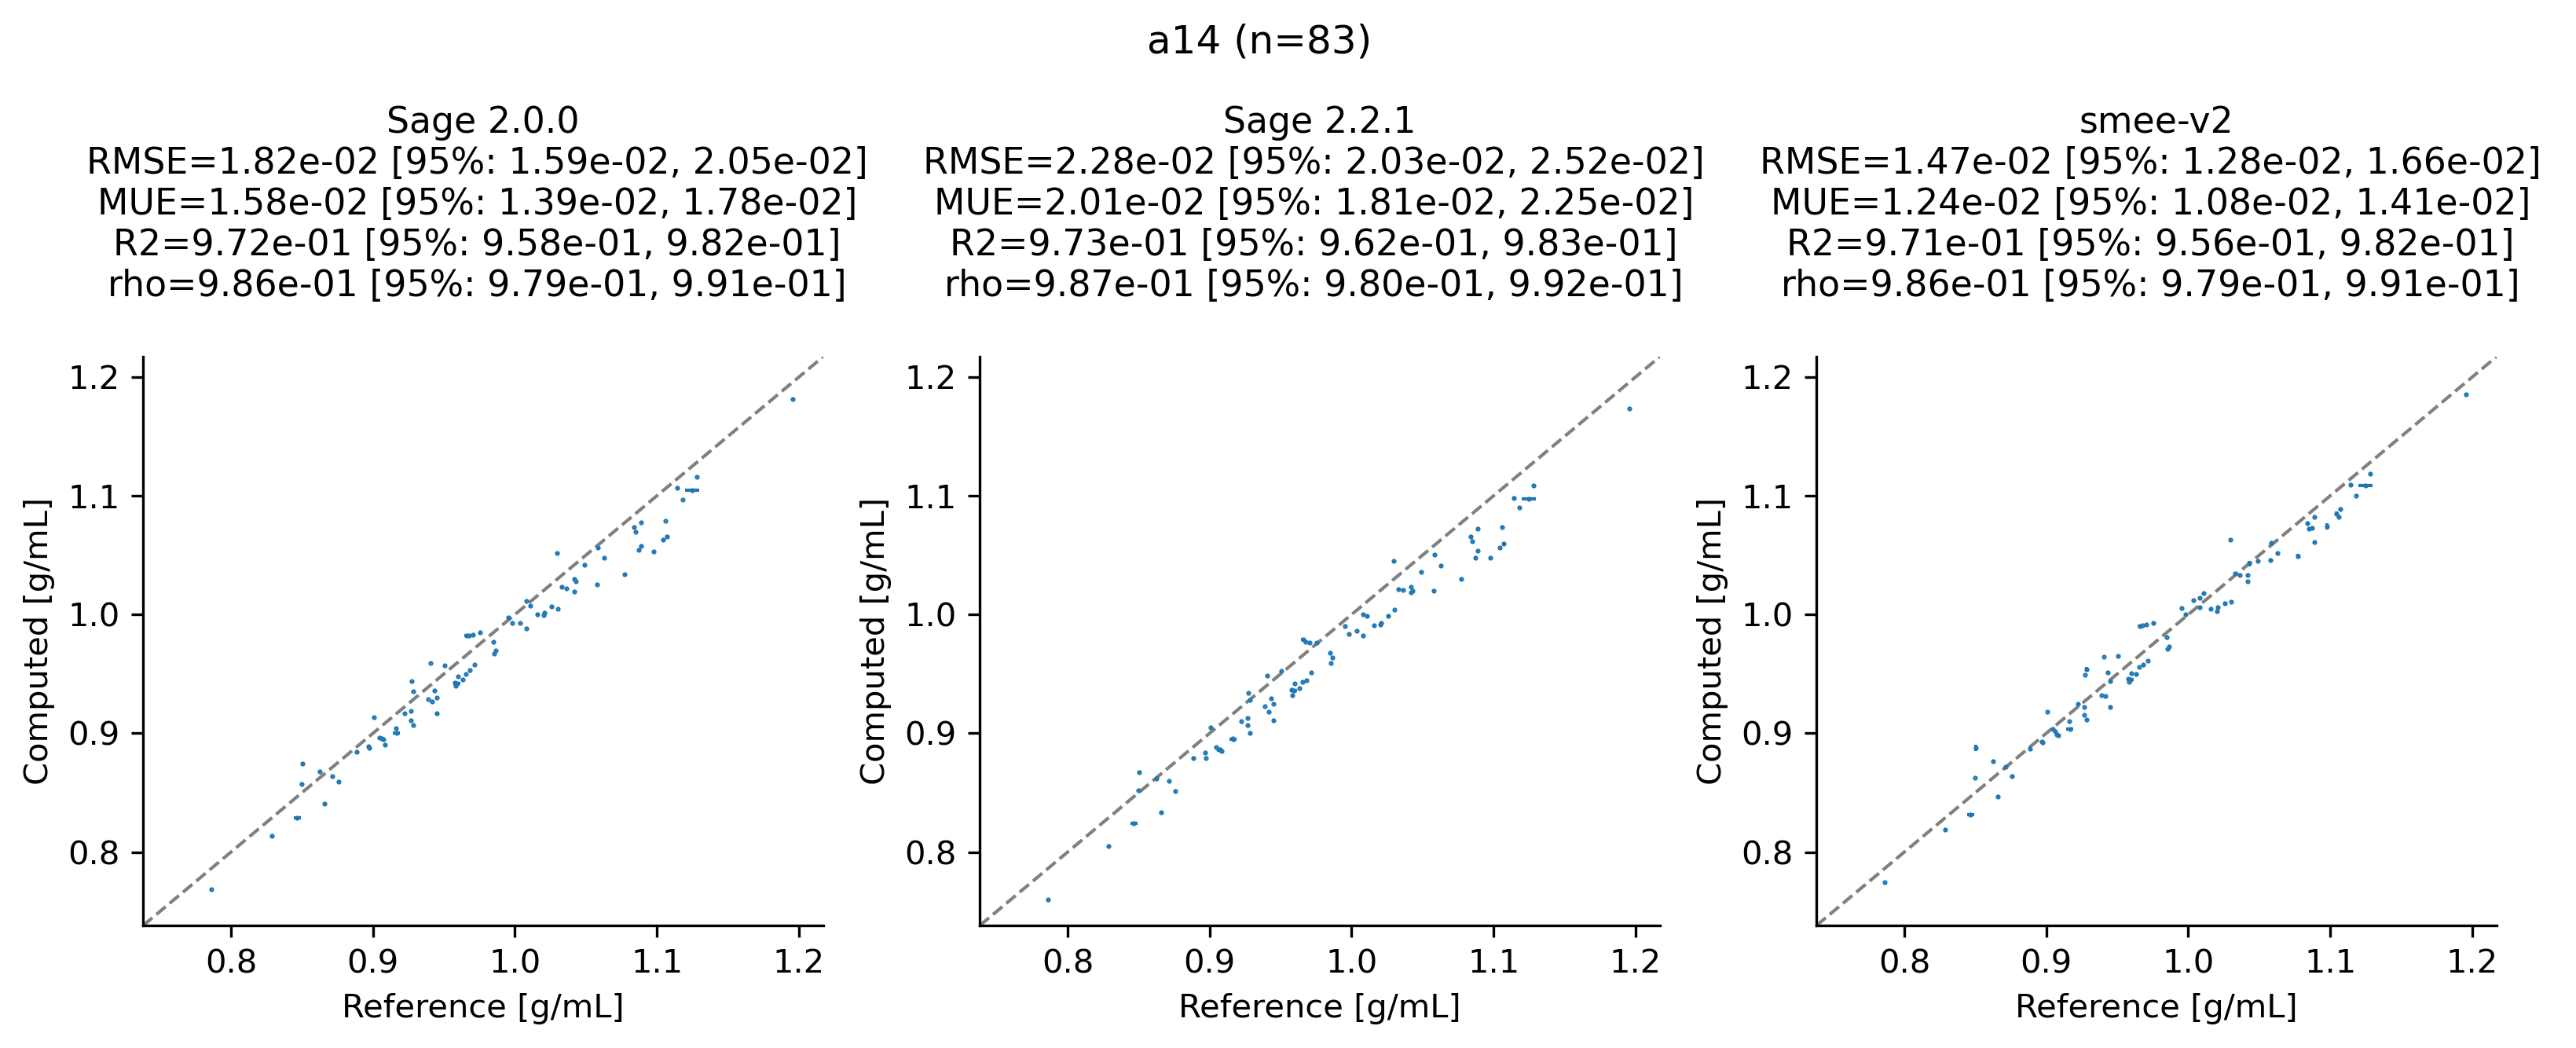 a14 (n=83)
Sage 2.0.0
RMSE=1.82e-02 [95%: 1.59e-02, 2.05e-02]
MUE=1.58e-02 [95%: 1.39e-02, 1.78e-02]
R2=9.72e-01 [95%: 9.58e-01, 9.82e-01]
rho=9.86e-01 [95%: 9.79e-01, 9.91e-01]
1.2
1.1
1.0
0.9
0.8
Computed [g/mL]
0.8 0.9 1.0 1.1 1.2
Reference [g/mL]
Sage 2.2.1
RMSE=2.28e-02 [95%: 2.03e-02, 2.52e-02]
MUE=2.01e-02 [95%: 1.81e-02, 2.25e-02]
R2=9.73e-01 [95%: 9.62e-01, 9.83e-01]
rho=9.87e-01 [95%: 9.80e-01, 9.92e-01]
1.2
1.1
1.0
0.9
0.8
Computed [g/mL]
0.8 0.9 1.0 1.1 1.2
Reference [g/mL]
smee-v2
RMSE=1.47e-02 [95%: 1.28e-02, 1.66e-02]
MUE=1.24e-02 [95%: 1.08e-02, 1.41e-02]
R2=9.71e-01 [95%: 9.56e-01, 9.82e-01]
rho=9.86e-01 [95%: 9.79e-01, 9.91e-01]
1.2
1.1
1.0
0.9
0.8
Computed [g/mL]
0.8 0.9 1.0 1.1 1.2
Reference [g/mL]